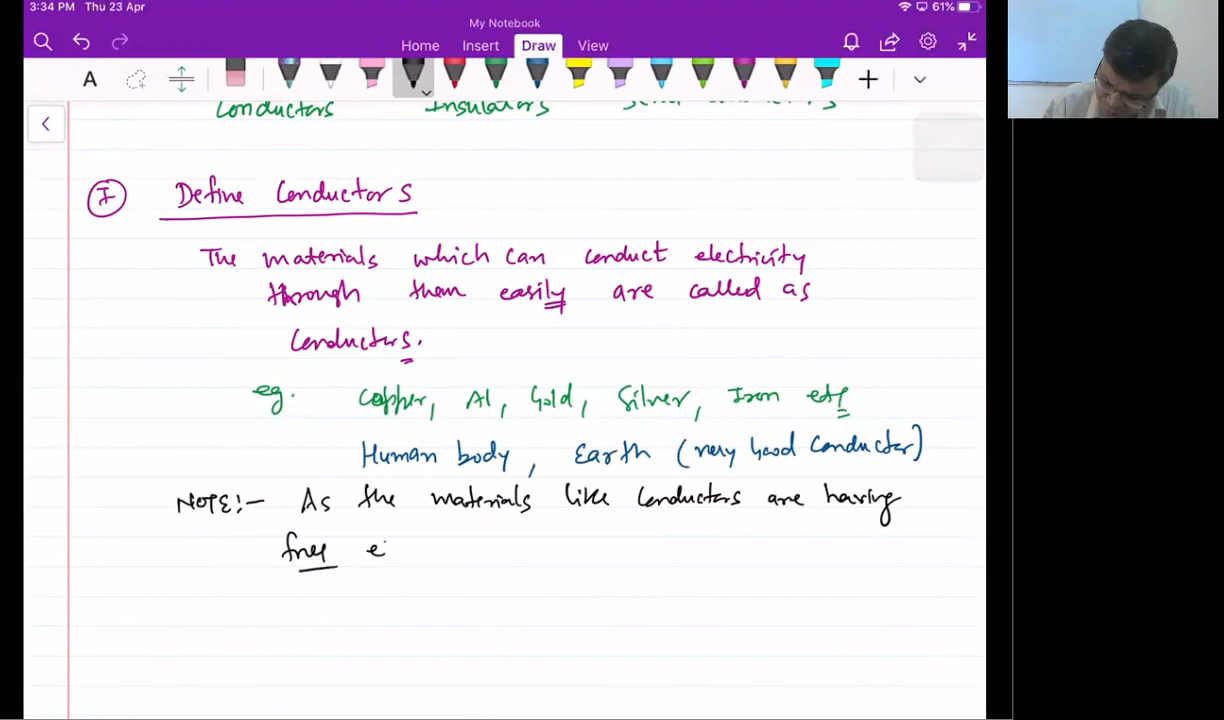 3:34 PM Thu 23 Apr
61%
My Notebook
Home Insert Draw View
A
Conductors Insulators
I Define Conductors
The materials which can conduct electricity
through them easily are called as
Conductors.
eg. Copper, Al, Gold, Silver, Iron etc
Human body, Earth (very Good Conductor)
NOTE:- As the materials like Conductors are having
free e